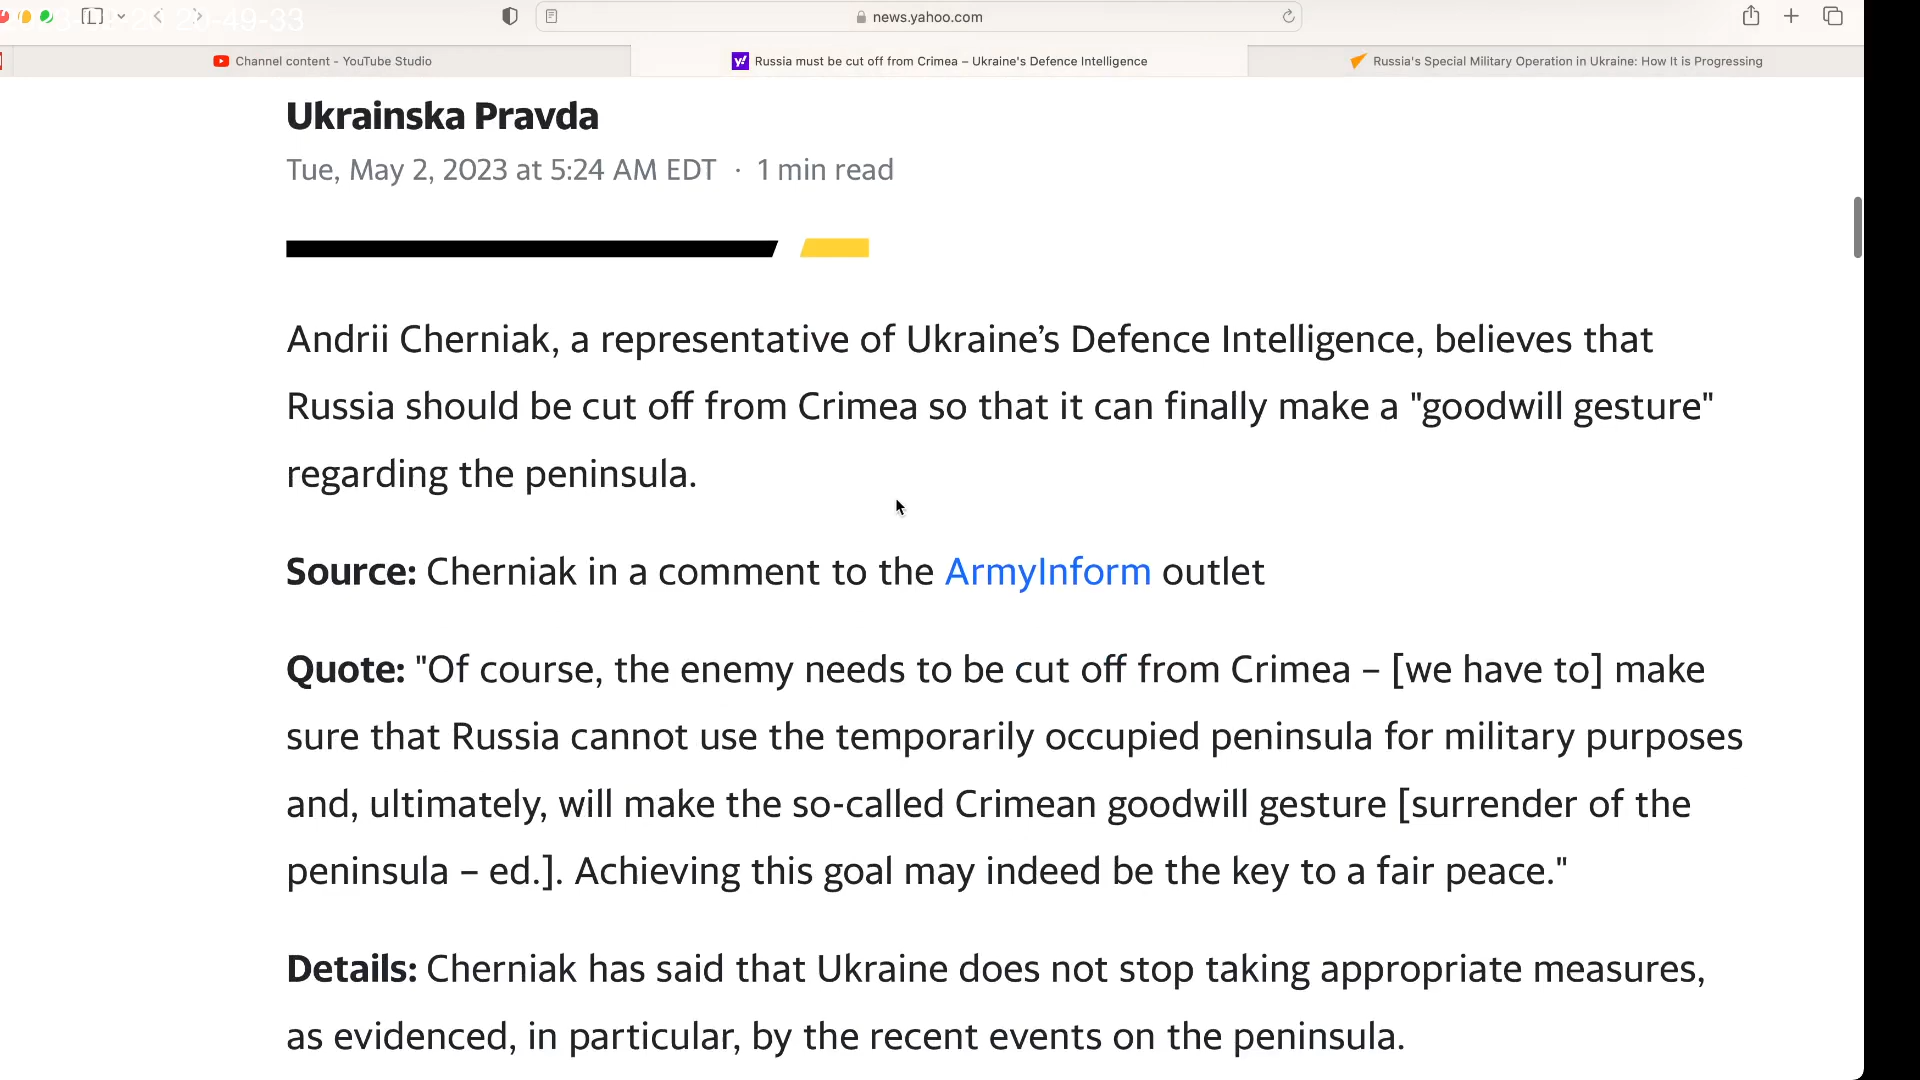 news.yahoo.com
Channel content - YouTube Studio
Russia must be cut off from Crimea – Ukraine's Defence Intelligence
Russia's Special Military Operation in Ukraine: How It is Progressing
Ukrainska Pravda
Tue, May 2, 2023 at 5:24 AM EDT · 1 min read
Andrii Cherniak, a representative of Ukraine’s Defence Intelligence, believes that
Russia should be cut off from Crimea so that it can finally make a "goodwill gesture"
regarding the peninsula.
Source: Cherniak in a comment to the ArmyInform outlet
Quote: "Of course, the enemy needs to be cut off from Crimea – [we have to] make
sure that Russia cannot use the temporarily occupied peninsula for military purposes
and, ultimately, will make the so-called Crimean goodwill gesture [surrender of the
peninsula – ed.]. Achieving this goal may indeed be the key to a fair peace."
Details: Cherniak has said that Ukraine does not stop taking appropriate measures,
as evidenced, in particular, by the recent events on the peninsula.